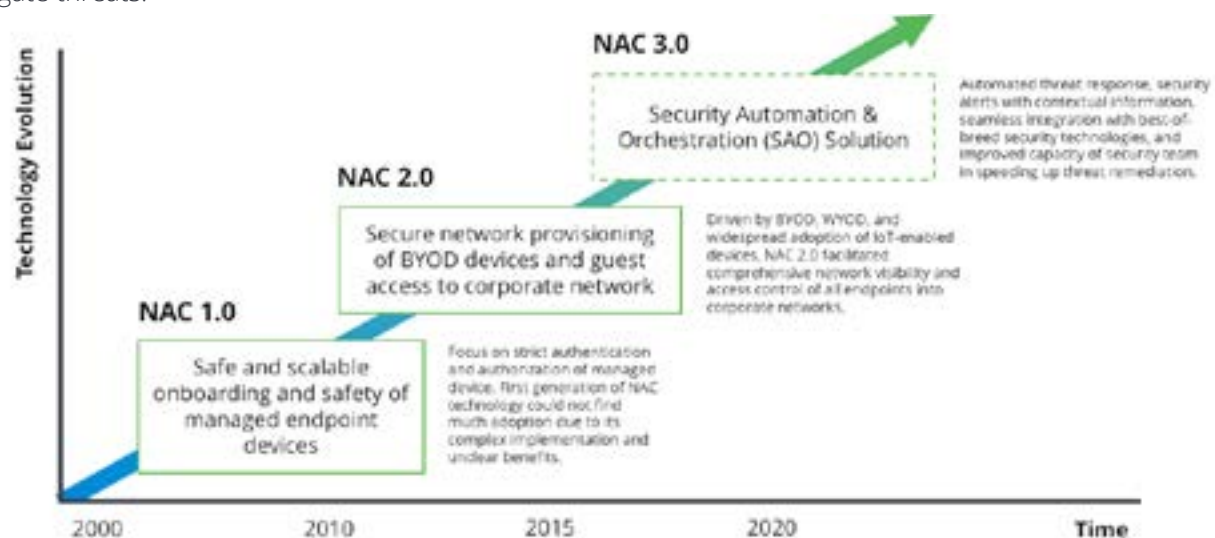 gate threats.
Technology Evolution
NAC 3.0
Security Automation &
Orchestration (SAO) Solution
Automated threat response, security
alerts with contextual information,
seamless integration with best-of-
breed security technologies, and
improved capacity of security team
in speeding up threat remediation.
NAC 2.0
Secure network provisioning
of BYOD devices and guest
access to corporate network
Driven by BYOD, WYOD, and
widespread adoption of IoT-enabled
devices, NAC 2.0 facilitated
comprehensive network visibility and
access control of all endpoints into
corporate networks.
NAC 1.0
Safe and scalable
onboarding and safety of
managed endpoint
devices
Focus on strict authentication
and authorization of managed
device. First generation of NAC
technology could not find
much adoption due to its
complex implementation and
unclear benefits.
2000
2010
2015
2020
Time